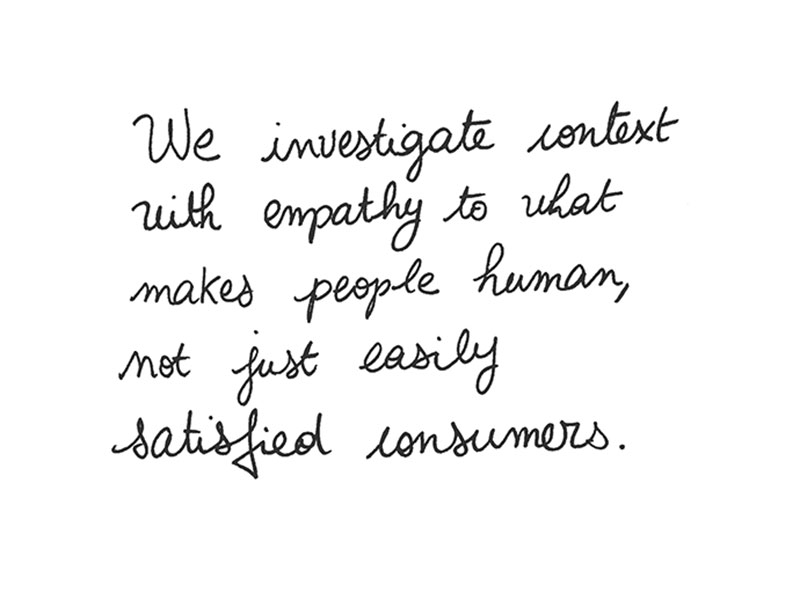 We investigate context
with empathy to what
makes people human,
not just easily
satisfied consumers.